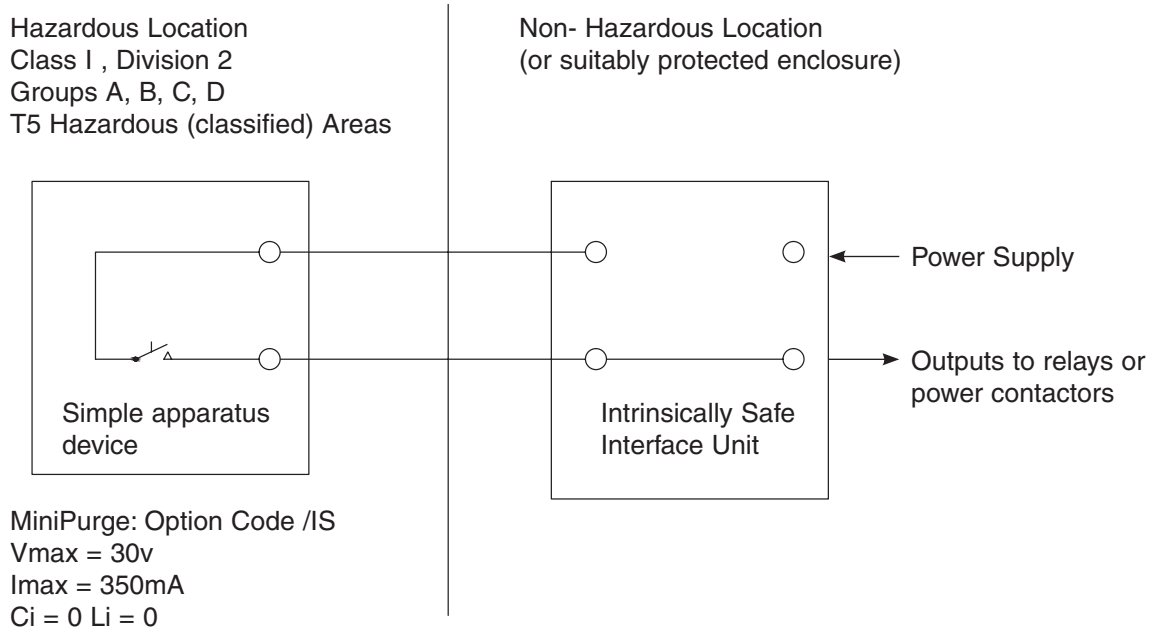 Hazardous Location
Class I , Division 2
Groups A, B, C, D
T5 Hazardous (classified) Areas
Non- Hazardous Location
(or suitably protected enclosure)
Power Supply
Outputs to relays or
power contactors
Simple apparatus
device
Intrinsically Safe
Interface Unit
MiniPurge: Option Code /IS
Vmax = 30v
Imax = 350mA
Ci = 0 Li = 0